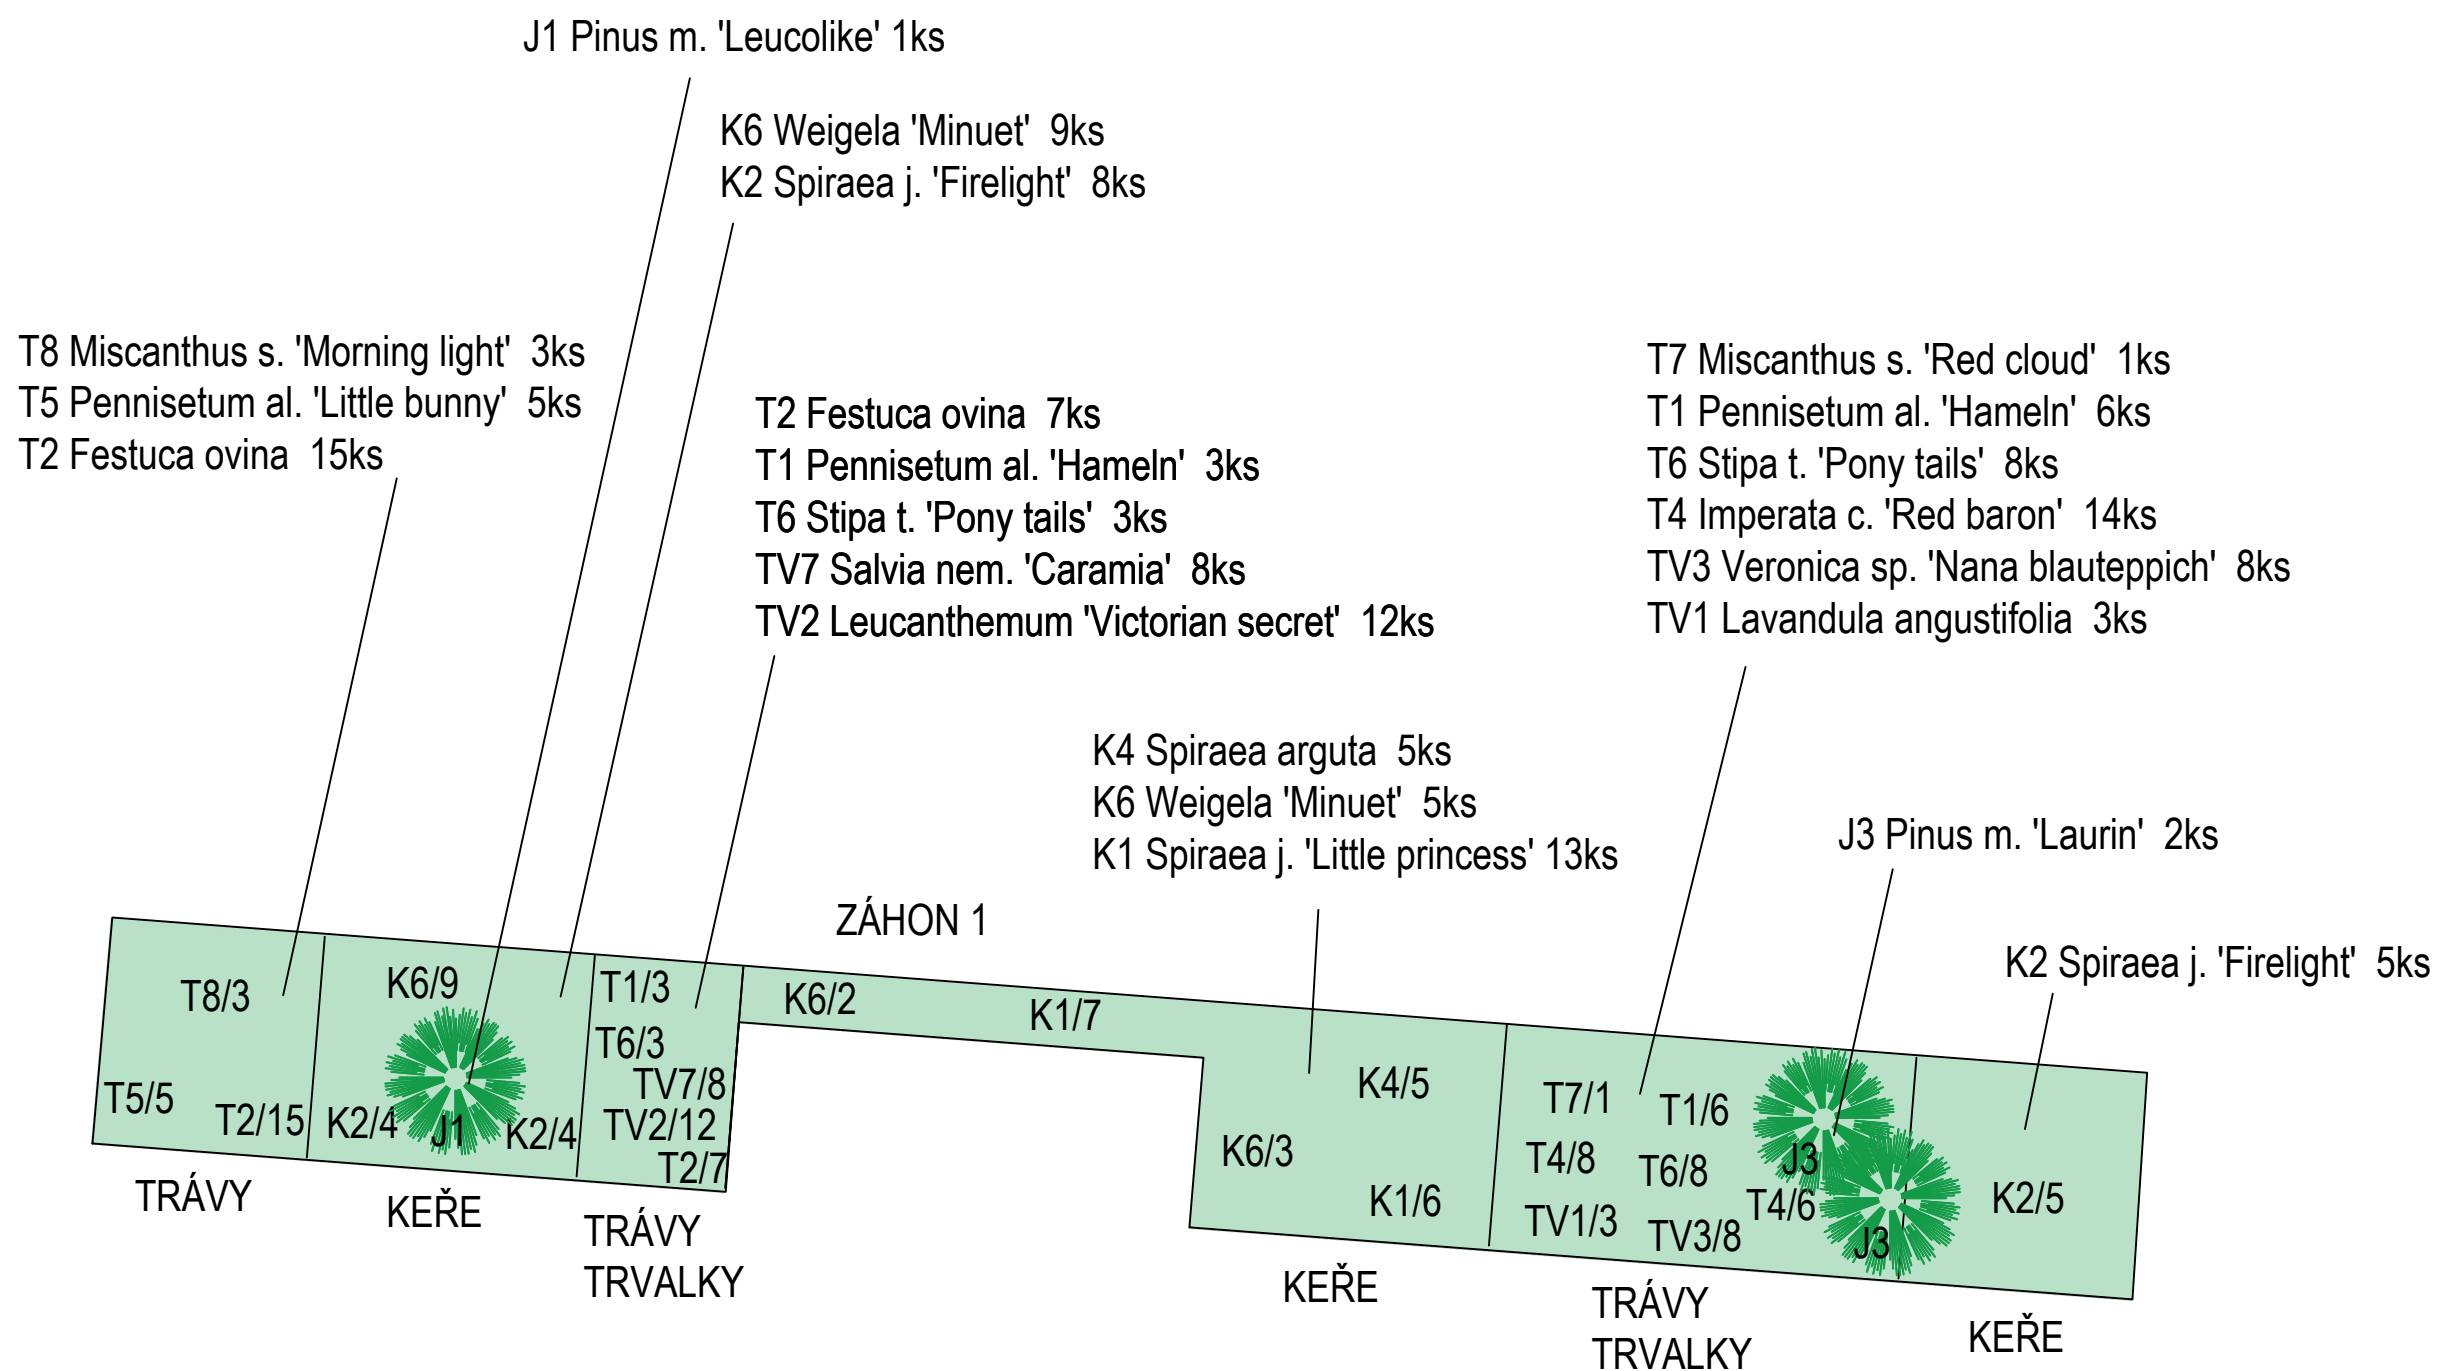 J1 Pinus m. 'Leucolike' 1ks
K6 Weigela 'Minuet'  9ks
K2 Spiraea j. 'Firelight'  8ks
T8 Miscanthus s. 'Morning light'  3ks
T5 Pennisetum al. 'Little bunny'  5ks
T2 Festuca ovina  15ks
T2 Festuca ovina  7ks
T1 Pennisetum al. 'Hameln'  3ks
T6 Stipa t. 'Pony tails'  3ks
TV7 Salvia nem. 'Caramia'  8ks
TV2 Leucanthemum 'Victorian secret'  12ks
T7 Miscanthus s. 'Red cloud'  1ks
T1 Pennisetum al. 'Hameln'  6ks
T6 Stipa t. 'Pony tails'  8ks
T4 Imperata c. 'Red baron'  14ks
TV3 Veronica sp. 'Nana blauteppich'  8ks
TV1 Lavandula angustifolia  3ks
K4 Spiraea arguta  5ks
K6 Weigela 'Minuet'  5ks
K1 Spiraea j. 'Little princess' 13ks
J3 Pinus m. 'Laurin'  2ks
K2 Spiraea j. 'Firelight'  5ks
ZÁHON 1
T8/3
T5/5
T2/15
K6/9
K2/4
J1
K2/4
T1/3
T6/3
TV7/8
TV2/12
T2/7
K6/2
K1/7
K4/5
K6/3
K1/6
T7/1
T1/6
T4/8
T6/8
J3
T4/6
TV1/3
TV3/8
J3
K2/5
TRÁVY
KEŘE
TRÁVY
TRVALKY
KEŘE
TRÁVY
TRVALKY
KEŘE